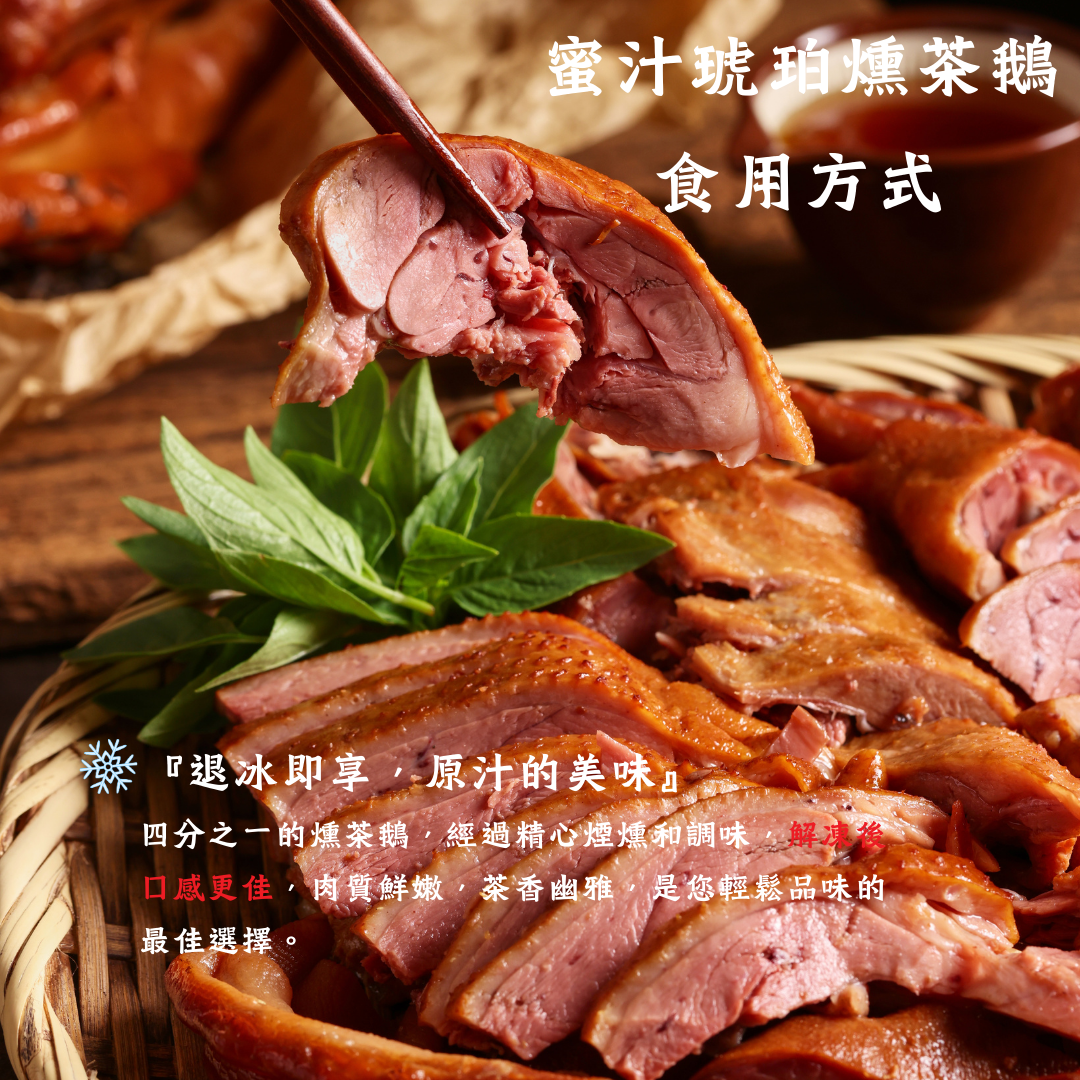 蜜汁琥珀燻茶鵝
食用方式
『退冰即享，原汁的美味』
四分之一的燻茶鵝，經過精心煙燻和調味，解凍後
口感更佳，肉質鮮嫩，茶香幽雅，是您輕鬆品味的
最佳選擇。